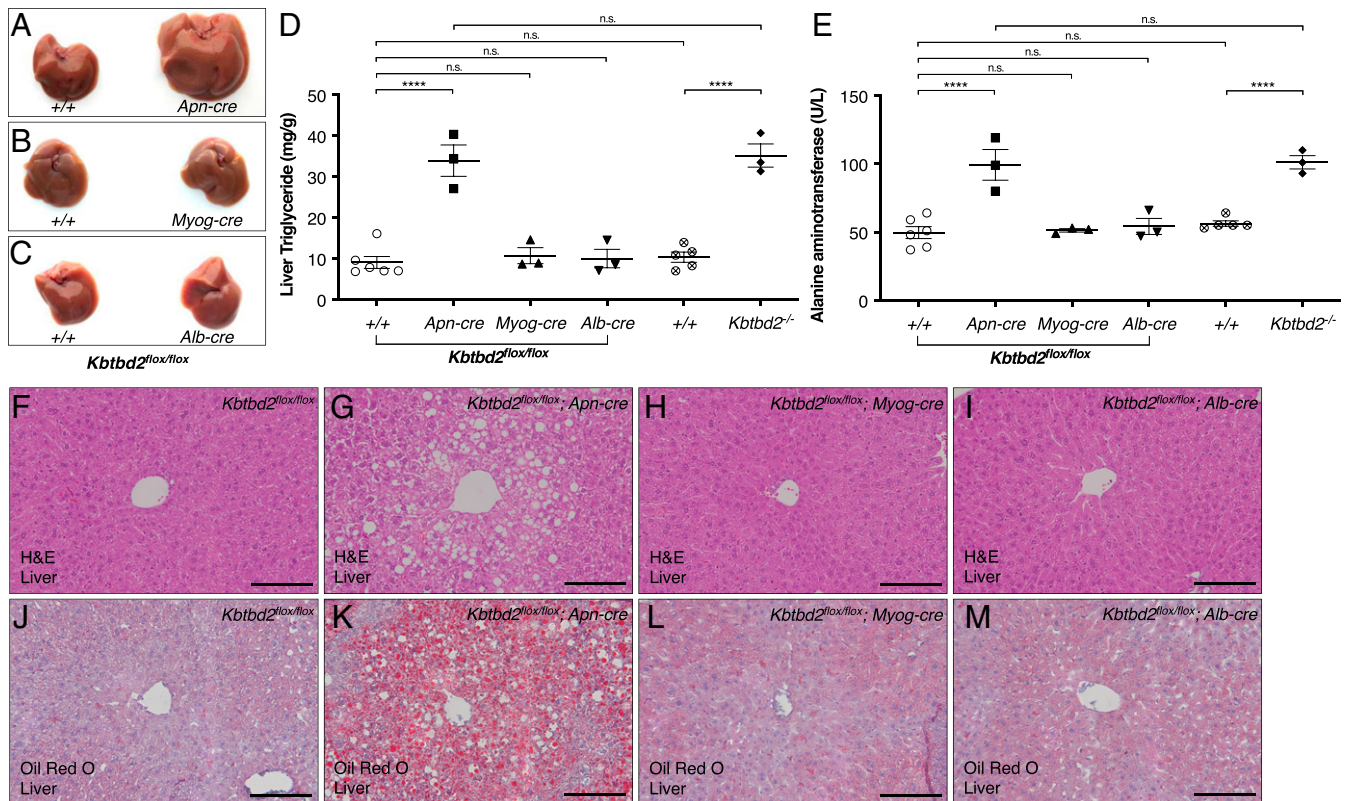 A
+/+
Apn-cre
B
+/+
Myog-cre
C
+/+
Alb-cre
Kbtbd2flox/flox
D
n.s.
n.s.
n.s.
n.s.
****
****
Liver Triglyceride (mg/g)
50
40
30
20
10
0
+/+ Apn-cre Myog-cre Alb-cre +/+ Kbtbd2-/-
Kbtbd2flox/flox
E
n.s.
n.s.
n.s.
n.s.
****
****
Alanine aminotransferase (U/L)
150
100
50
0
+/+ Apn-cre Myog-cre Alb-cre +/+ Kbtbd2-/-
Kbtbd2flox/flox
F
Kbtbd2flox/flox
H&E
Liver
G
Kbtbd2flox/flox; Apn-cre
H&E
Liver
H
Kbtbd2flox/flox; Myog-cre
H&E
Liver
I
Kbtbd2flox/flox; Alb-cre
H&E
Liver
J
Kbtbd2flox/flox
Oil Red O
Liver
K
Kbtbd2flox/flox; Apn-cre
Oil Red O
Liver
L
Kbtbd2flox/flox; Myog-cre
Oil Red O
Liver
M
Kbtbd2flox/flox; Alb-cre
Oil Red O
Liver